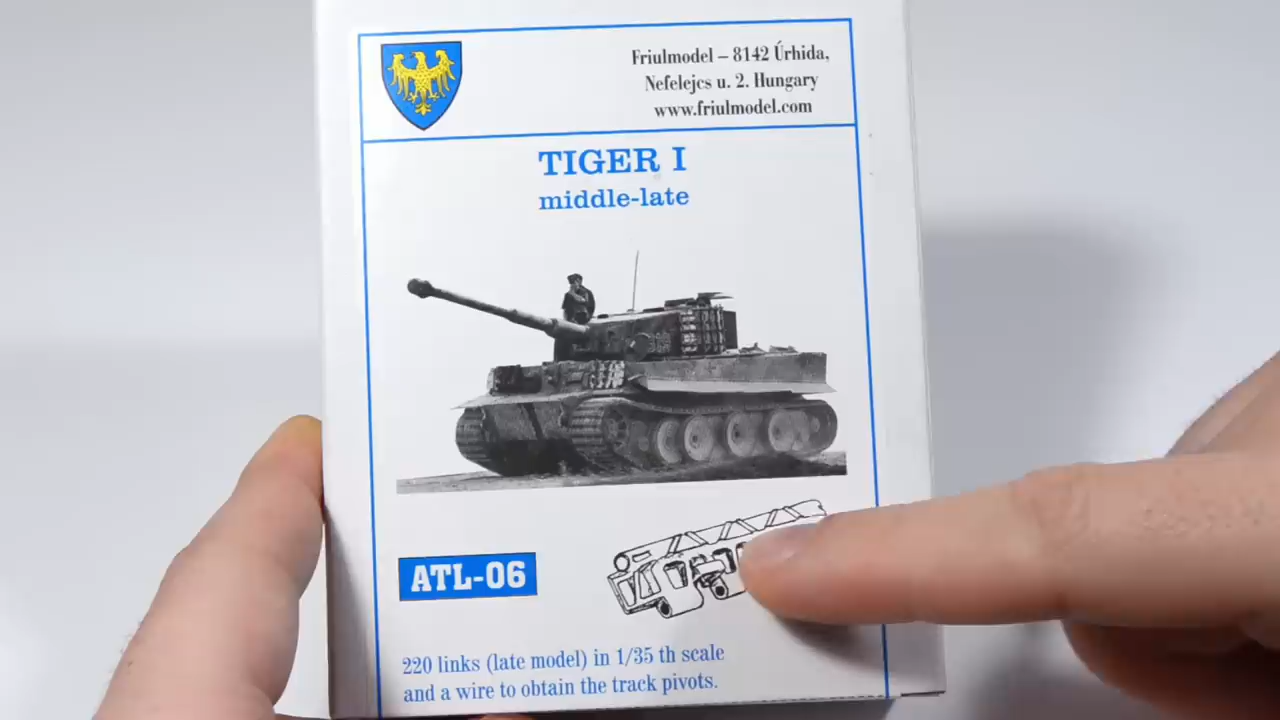 Friulmodel – 8142 Úrhida,
Nefelejcs u. 2. Hungary
www.friulmodel.com
TIGER I
middle-late
ATL-06
220 links (late model) in 1/35 th scale
and a wire to obtain the track pivots.